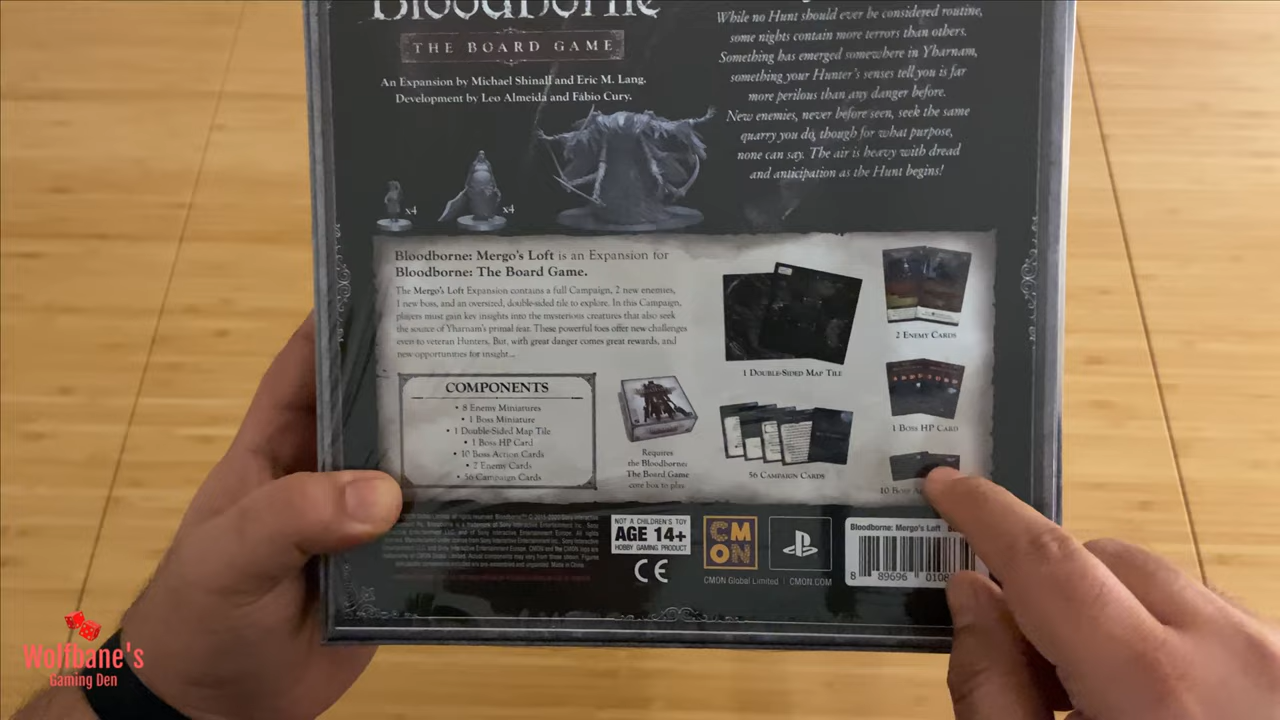 Bloodborne
THE BOARD GAME
An Expansion by Michael Shinall and Eric M. Lang.
Development by Leo Almeida and Fábio Cury.
x4
x4
While no Hunt should ever be considered routine,
some nights contain more terrors than others.
Something has emerged somewhere in Yharnam,
something your Hunter's senses tell you is far
more perilous than any danger before.
New enemies, never before seen, seek the same
quarry you do, though for what purpose,
none can say. The air is heavy with dread
and anticipation as the Hunt begins!
Bloodborne: Mergo's Loft is an Expansion for
Bloodborne: The Board Game.
The Mergo's Loft Expansion contains a full Campaign, 2 new enemies,
1 new boss, and an oversized, double-sided tile to explore. In this Campaign,
players must gain key insights into the mysterious creatures that also seek
the source of Yharnam's primal fear. These powerful foes offer new challenges
even to veteran Hunters. But, with great danger comes great rewards, and
new opportunities for insight...
COMPONENTS
• 8 Enemy Miniatures
• 1 Boss Miniature
• 1 Double-Sided Map Tile
• 1 Boss HP Card
• 10 Boss Action Cards
• 2 Enemy Cards
• 56 Campaign Cards
Requires
the Bloodborne:
The Board Game
core box to play
1 Double-Sided Map Tile
56 Campaign Cards
2 Enemy Cards
1 Boss HP Card
10 Boss
NOT A CHILDREN'S TOY
AGE 14+
HOBBY GAMING PRODUCT
CE
CMON
CMON Global Limited | CMON.COM
Bloodborne: Mergo's Loft
8 89696 
Wolfbane's
Gaming Den